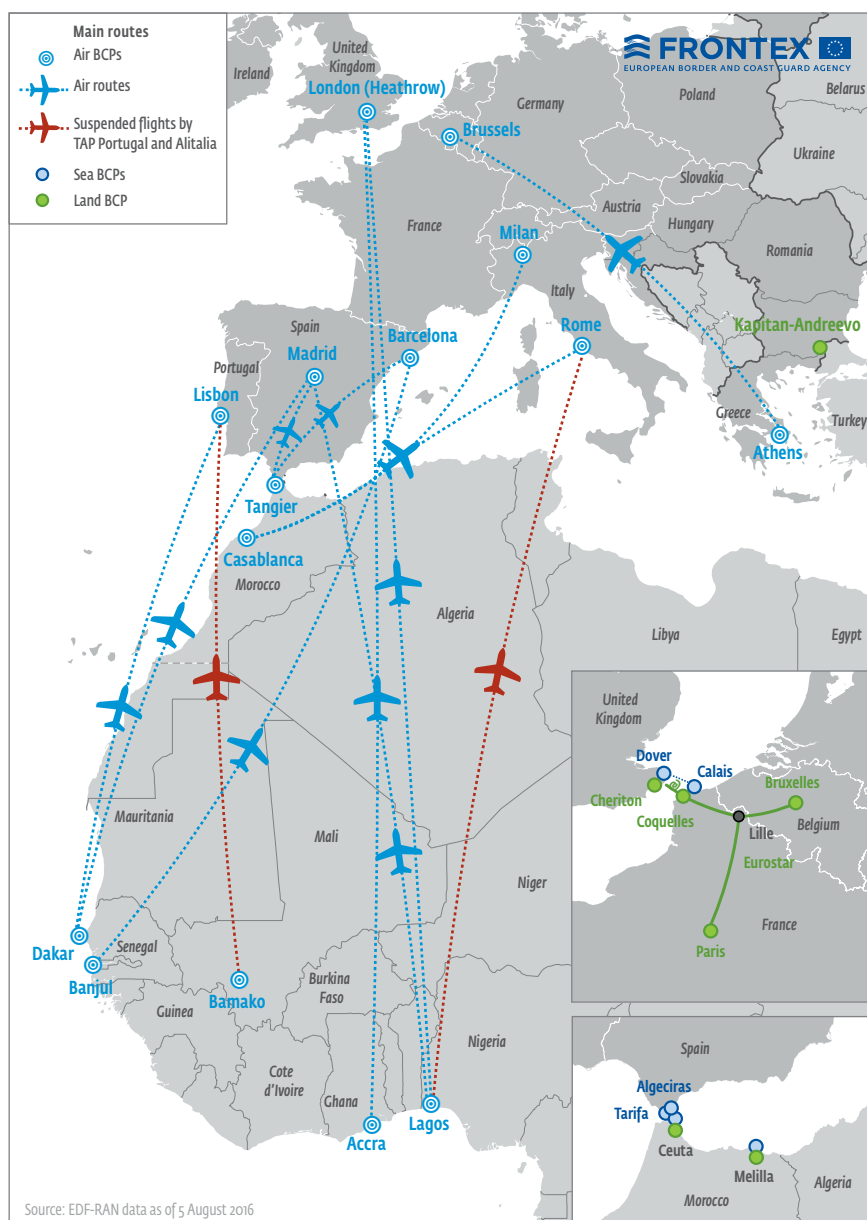 Main routes
Air BCPs
Air routes
Suspended flights by
TAP Portugal and Alitalia
Sea BCPs
Land BCP
FRONTEX
EUROPEAN BORDER AND COAST GUARD AGENCY
United
Kingdom
Ireland
London (Heathrow)
Brussels
Germany
Poland
Belarus
Ukraine
Slovakia
Austria
Hungary
France
Milan
Romania
Italy
Rome
Kapitan-Andreevo
Spain
Barcelona
Madrid
Portugal
Lisbon
Greece
Turkey
Athens
Tangier
Casablanca
Morocco
Algeria
Libya
Egypt
Mauritania
Mali
Niger
Dakar
Senegal
Banjul
Bamako
Guinea
Burkina
Faso
Nigeria
Cote
d'Ivoire
Ghana
Lagos
Accra
United
Kingdom
Dover
Calais
Cheriton
Coquelles
Bruxelles
Lille
Belgium
Eurostar
France
Paris
Spain
Algeciras
Tarifa
Ceuta
Melilla
Morocco
Algeria
Source: EDF-RAN data as of 5 August 2016